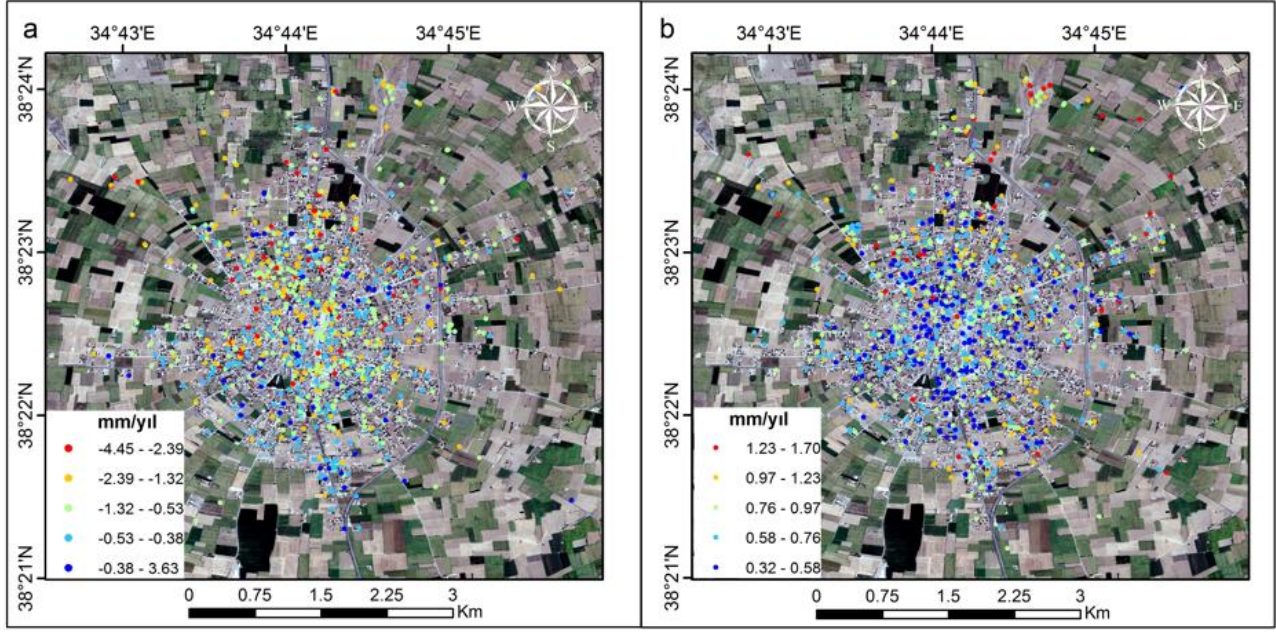 a
34°43'E 34°44'E 34°45'E
38°24'N
38°23'N
38°22'N
38°21'N
N
W E
S
mm/yıl
-4.45 - -2.39
-2.39 - -1.32
-1.32 - -0.53
-0.53 - -0.38
-0.38 - 3.63
0 0.75 1.5 2.25 3
Km
b
34°43'E 34°44'E 34°45'E
38°24'N
38°23'N
38°22'N
38°21'N
N
W E
S
mm/yıl
1.23 - 1.70
0.97 - 1.23
0.76 - 0.97
0.58 - 0.76
0.32 - 0.58
0 0.75 1.5 2.25 3
Km